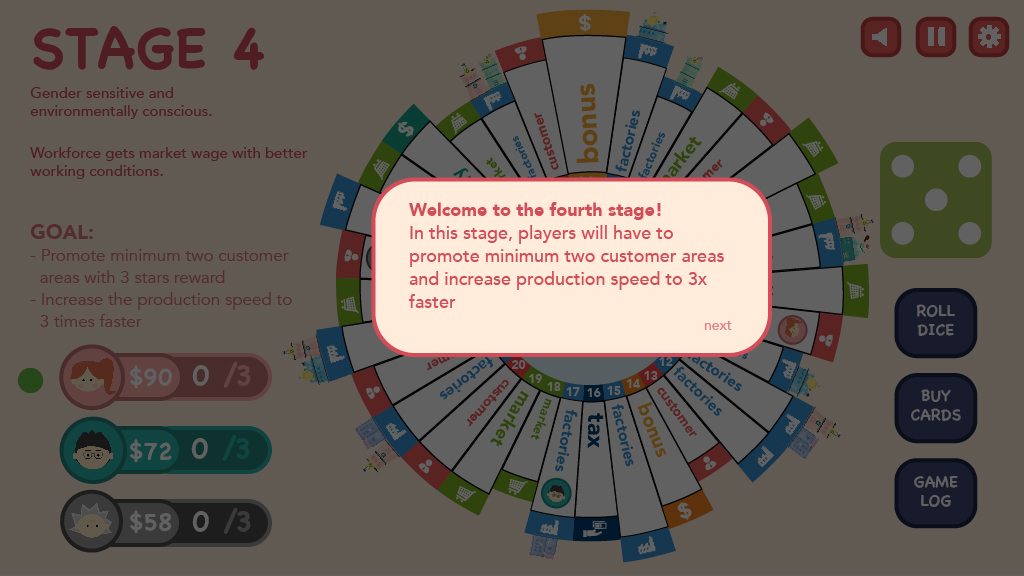 STAGE 4
Gender sensitive and
environmentally conscious.
Workforce gets market wage with better
working conditions.
GOAL:
- Promote minimum two customer
areas with 3 stars reward
- Increase the production speed to
3 times faster
$90 0 /3
$72 0 /3
$58 0 /3
Welcome to the fourth stage!
In this stage, players will have to
promote minimum two customer areas
and increase production speed to 3x
faster
next
ROLL
DICE
BUY
CARDS
GAME
LOG
$
bonus
factories
factories
customer
factories
$
factories
factories
customer
bonus
$
factories
tax
factories
market
market
customer
factories
20
19
18
17
16
15
14
13
12